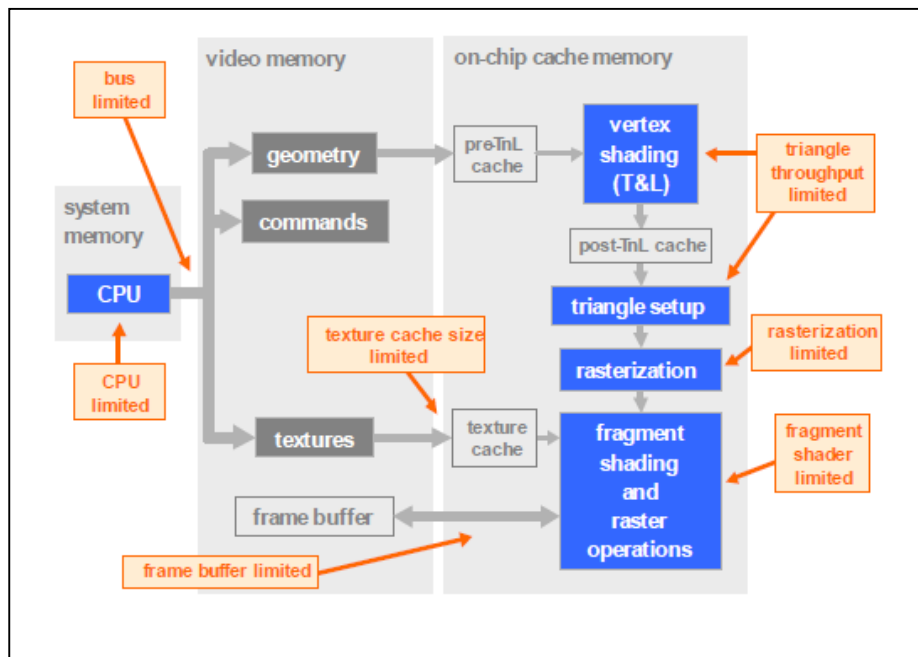 video memory
on-chip cache memory
bus
limited
geometry
pre-TnL
cache
vertex
shading
(T&L)
triangle
throughput
limited
system
memory
commands
post-TnL cache
CPU
triangle setup
texture cache size
limited
rasterization
limited
CPU
limited
rasterization
textures
texture
cache
fragment
shading
and
raster
operations
fragment
shader
limited
frame buffer
frame buffer limited